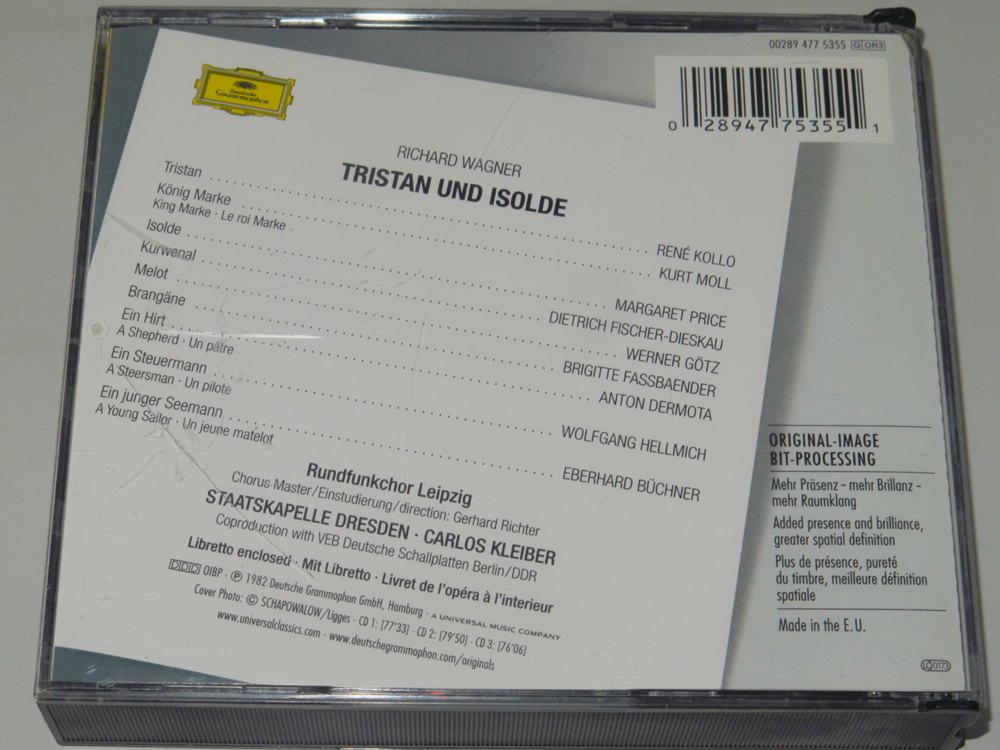 00289 477 5355 G OR3
0 28947 75355 1
Deutsche
Grammophon
RICHARD WAGNER
TRISTAN UND ISOLDE
Tristan RENÉ KOLLO
König Marke KURT MOLL
King Marke · Le roi Marke
Isolde MARGARET PRICE
Kurwenal DIETRICH FISCHER-DIESKAU
Melot WERNER GÖTZ
Brangäne BRIGITTE FASSBAENDER
Ein Hirt ANTON DERMOTA
A Shepherd · Un pâtre
Ein Steuermann WOLFGANG HELLMICH
A Steersman · Un pilote
Ein junger Seemann EBERHARD BÜCHNER
A Young Sailor · Un jeune matelot
Rundfunkchor Leipzig
Chorus Master/Einstudierung/direction: Gerhard Richter
STAATSKAPELLE DRESDEN · CARLOS KLEIBER
Coproduction with VEB Deutsche Schallplatten Berlin/DDR
Libretto enclosed · Mit Libretto · Livret de l'opéra à l'interieur
DDD OIBP · ℗ 1982 Deutsche Grammophon GmbH, Hamburg · A UNIVERSAL MUSIC COMPANY
Cover Photo: © SCHAPOWALOW/Ligges · CD 1: [77'33] · CD 2: [79'50] · CD 3: [76'06]
www.universalclassics.com · www.deutschegrammophon.com/originals
ORIGINAL-IMAGE
BIT-PROCESSING
Mehr Präsenz – mehr Brillanz –
mehr Raumklang
Added presence and brilliance,
greater spatial definition
Plus de présence, pureté
du timbre, meilleure définition
spatiale
Made in the E.U.
LC 0173